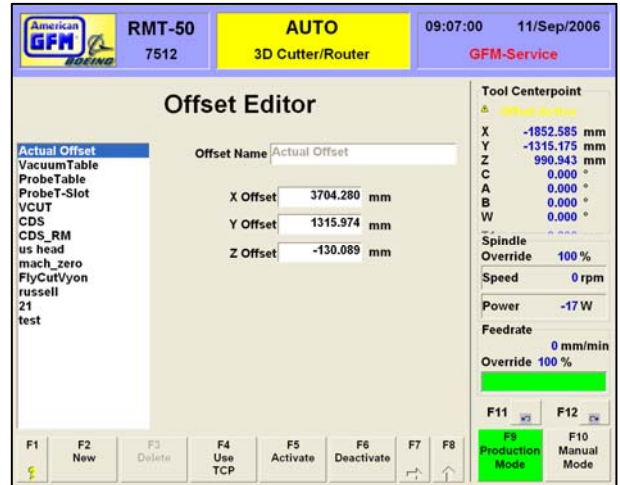 American
GFM
BOEING
RMT-50
7512
AUTO
3D Cutter/Router
09:07:00 11/Sep/2006
GFM-Service
Offset Editor
Actual Offset
VacuumTable
ProbeTable
ProbeT-Slot
VCUT
CDS
CDS_RM
us head
mach_zero
FlyCutVyon
russell
21
test
Offset Name Actual Offset
X Offset 3704.280 mm
Y Offset 1315.974 mm
Z Offset -130.089 mm
Tool Centerpoint
Offset Active
X -1852.585 mm
Y -1315.175 mm
Z 990.943 mm
C 0.000 °
A 0.000 °
B 0.000 °
W 0.000 °
Spindle
Override 100 %
Speed 0 rpm
Power -17 W
Feedrate
0 mm/min
Override 100 %
F11 F12
F1
F2 New
F3 Delete
F4 Use TCP
F5 Activate
F6 Deactivate
F7
F8
F9 Production Mode
F10 Manual Mode